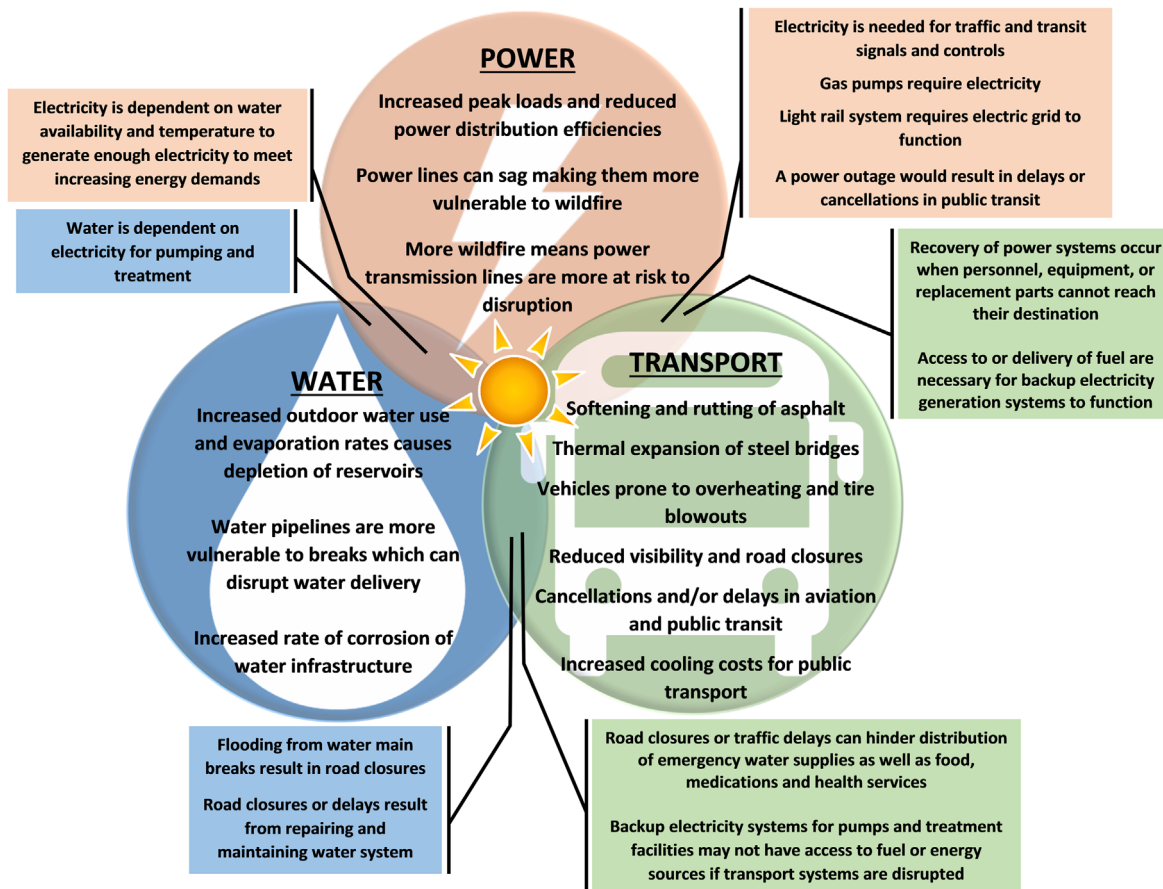 POWER
Increased peak loads and reduced
power distribution efficiencies
Power lines can sag making them more
vulnerable to wildfire
More wildfire means power
transmission lines are more at risk to
disruption
Electricity is dependent on water
availability and temperature to
generate enough electricity to meet
increasing energy demands
Water is dependent on
electricity for pumping and
treatment
Electricity is needed for traffic and transit
signals and controls
Gas pumps require electricity
Light rail system requires electric grid to
function
A power outage would result in delays or
cancellations in public transit
Recovery of power systems occur
when personnel, equipment, or
replacement parts cannot reach
their destination
Access to or delivery of fuel are
necessary for backup electricity
generation systems to function
WATER
Increased outdoor water use
and evaporation rates causes
depletion of reservoirs
Water pipelines are more
vulnerable to breaks which can
disrupt water delivery
Increased rate of corrosion of
water infrastructure
TRANSPORT
Softening and rutting of asphalt
Thermal expansion of steel bridges
Vehicles prone to overheating and tire
blowouts
Reduced visibility and road closures
Cancellations and/or delays in aviation
and public transit
Increased cooling costs for public
transport
Flooding from water main
breaks result in road closures
Road closures or delays result
from repairing and
maintaining water system
Road closures or traffic delays can hinder distribution
of emergency water supplies as well as food,
medications and health services
Backup electricity systems for pumps and treatment
facilities may not have access to fuel or energy
sources if transport systems are disrupted